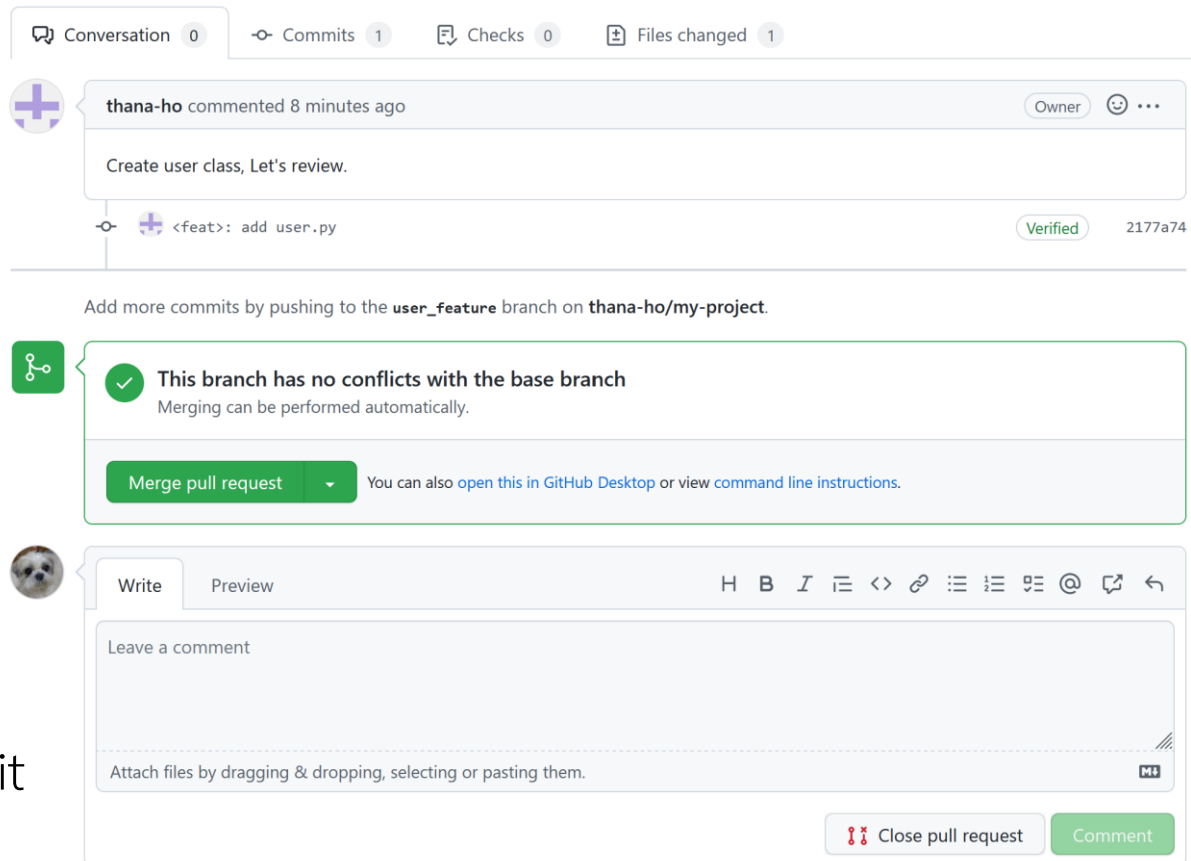 Conversation 0 Commits 1 Checks 0 Files changed 1
thana-ho commented 8 minutes ago Owner
Create user class, Let's review.
<feat>: add user.py Verified 2177a74
Add more commits by pushing to the user_feature branch on thana-ho/my-project.
This branch has no conflicts with the base branch
Merging can be performed automatically.
Merge pull request You can also open this in GitHub Desktop or view command line instructions.
Write Preview
Leave a comment
it
Attach files by dragging & dropping, selecting or pasting them.
Close pull request Comment